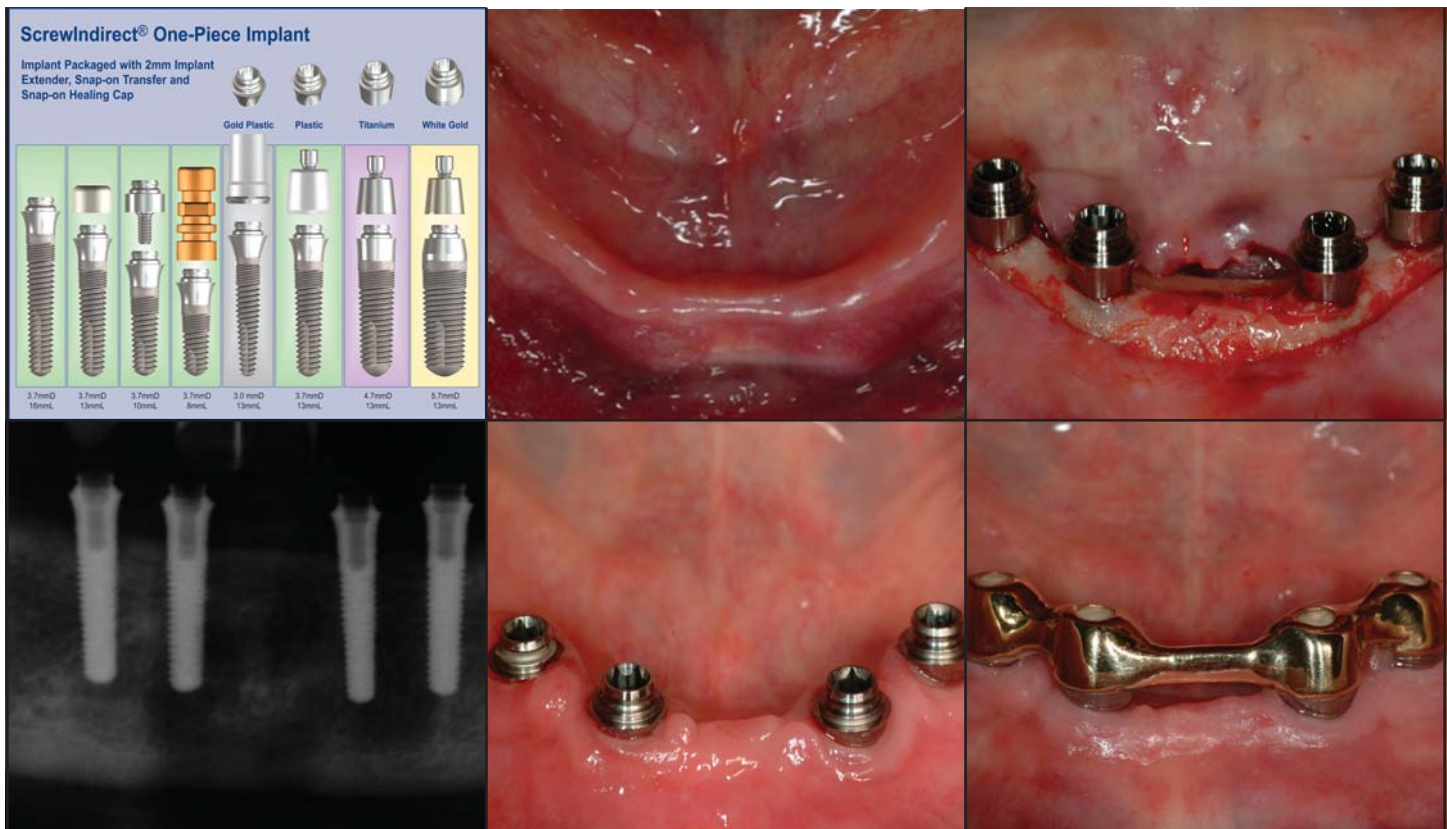 ScrewIndirect® One-Piece Implant
Implant Packaged with 2mm Implant
Extender, Snap-on Transfer and
Snap-on Healing Cap
Gold Plastic Plastic Titanium White Gold
3.7mmD 3.7mmD 3.7mmD 3.7mmD 3.0 mmD 3.7mmD 4.7mmD 5.7mmD
16mmL 13mmL 10mmL 8mmL 13mmL 13mmL 13mmL 13mmL